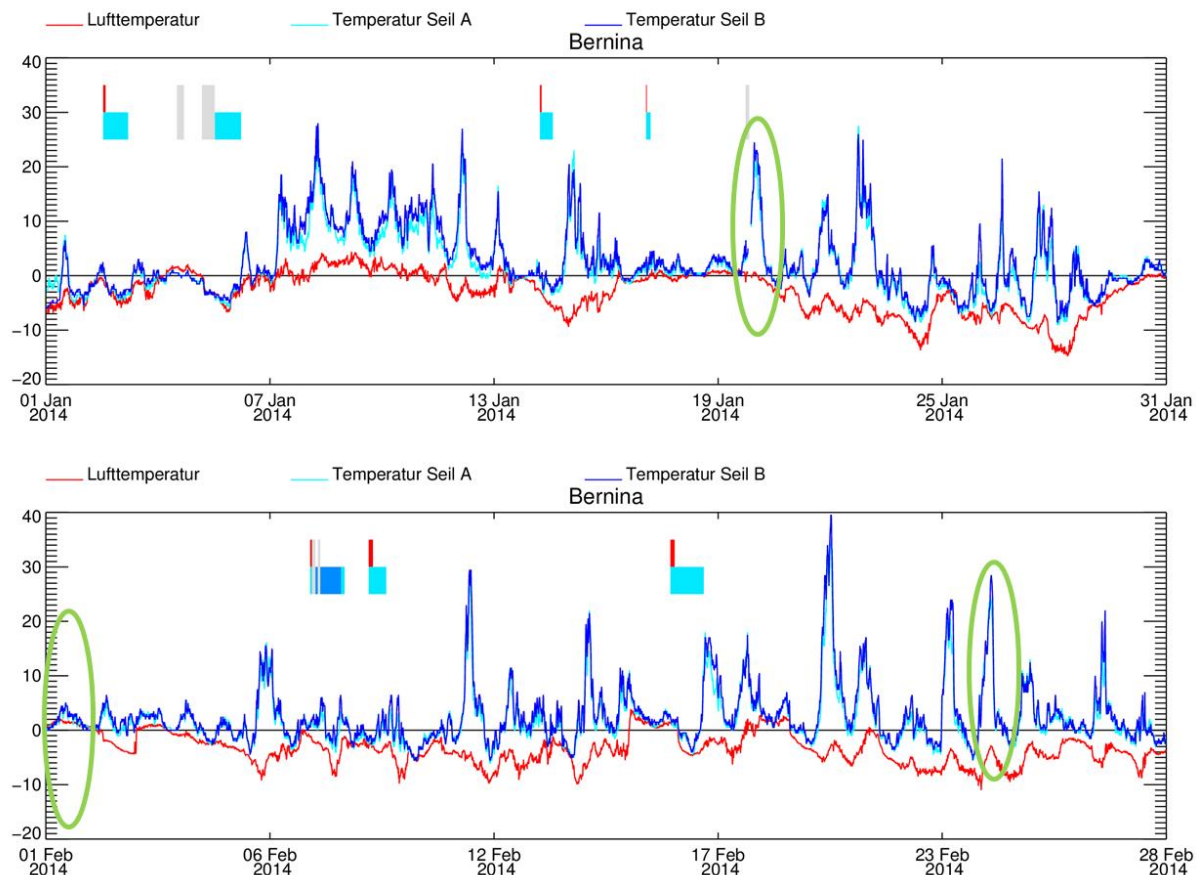 Lufttemperatur Temperatur Seil A Temperatur Seil B
Bernina
40
30
20
10
0
−10
−20
01 Jan 07 Jan 13 Jan 19 Jan 25 Jan 31 Jan
2014 2014 2014 2014 2014 2014
Lufttemperatur Temperatur Seil A Temperatur Seil B
Bernina
40
30
20
10
0
−10
−20
01 Feb 06 Feb 12 Feb 17 Feb 23 Feb 28 Feb
2014 2014 2014 2014 2014 2014